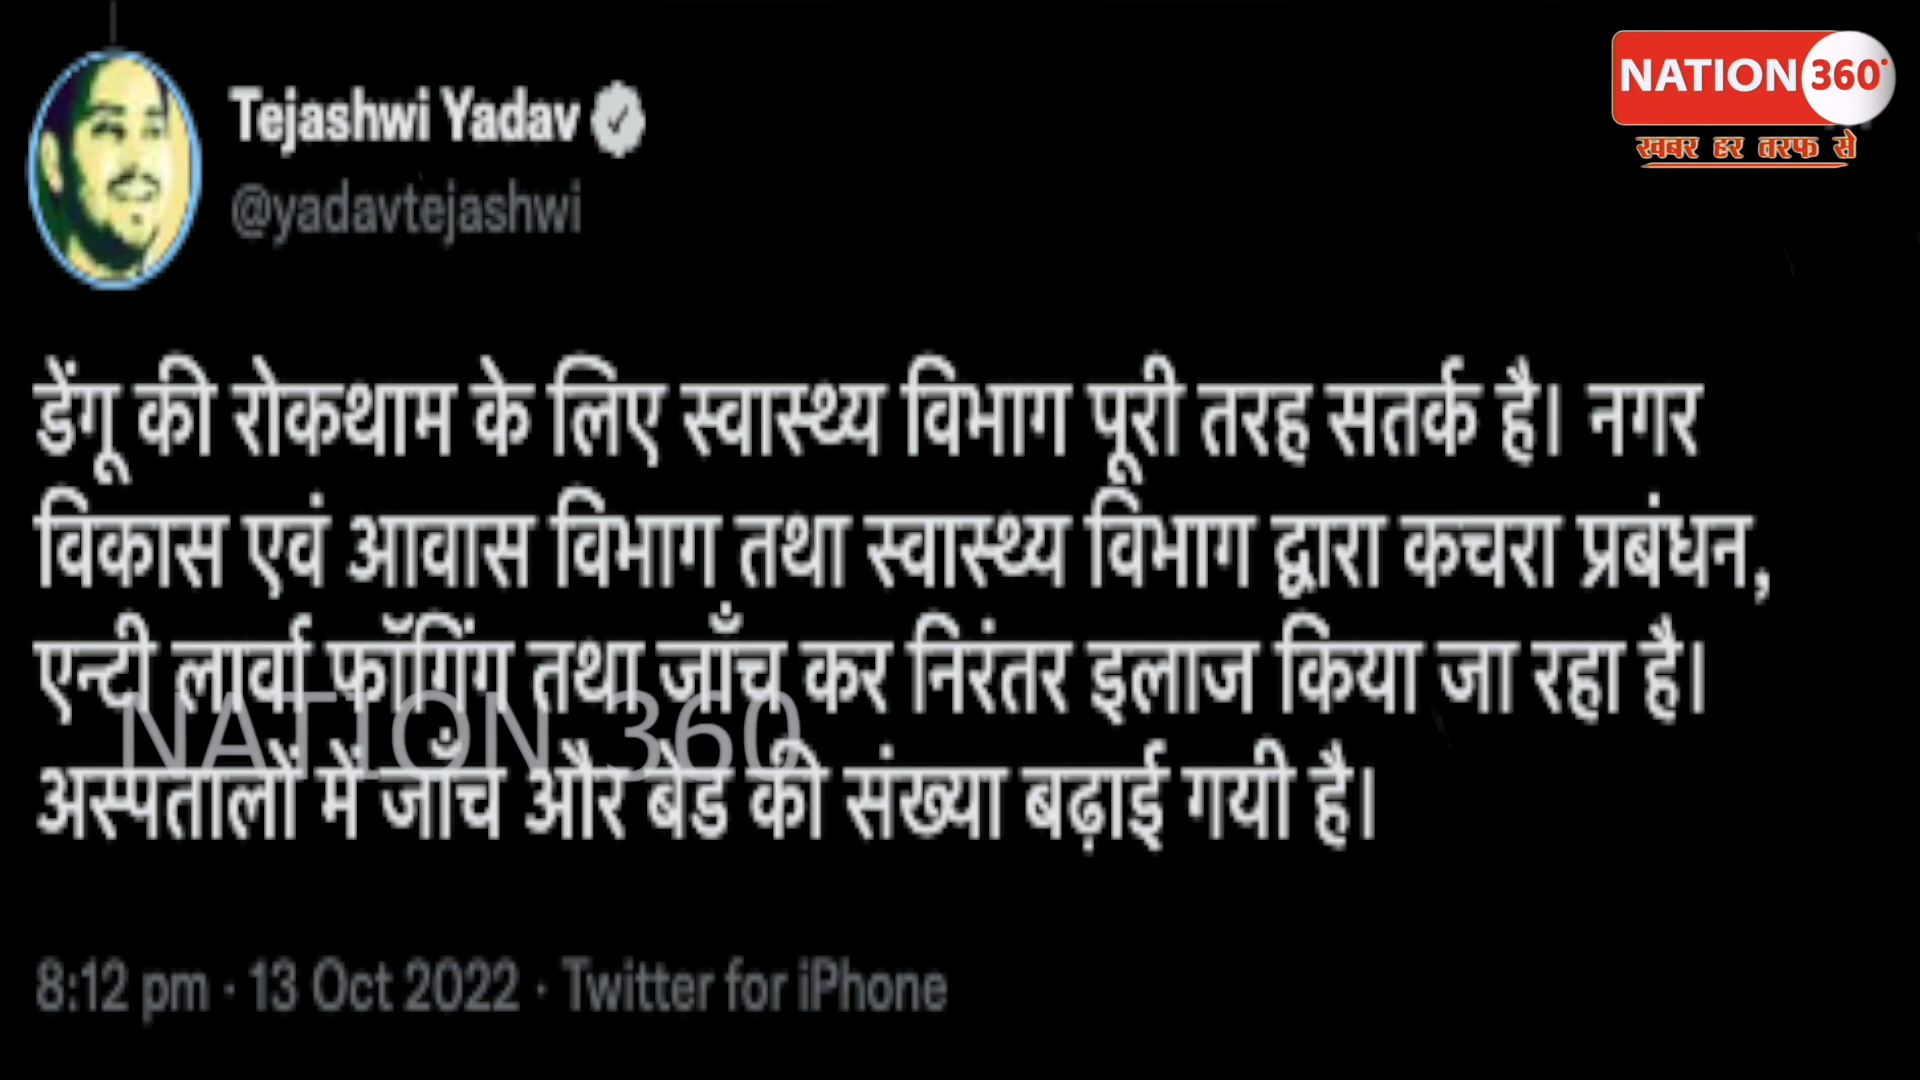 Tejashwi Yadav
@yadavtejashwi
NATION 360°
खबर हर तरफ से
डेंगू की रोकथाम के लिए स्वास्थ्य विभाग पूरी तरह सतर्क है। नगर
विकास एवं आवास विभाग तथा स्वास्थ्य विभाग द्वारा कचरा प्रबंधन,
एन्टी लार्वा फॉगिंग तथा जाँच कर निरंतर इलाज किया जा रहा है।
NATION 360
अस्पतालों में जाँच और बेड की संख्या बढ़ाई गयी है।
8:12 pm · 13 Oct 2022 · Twitter for iPhone